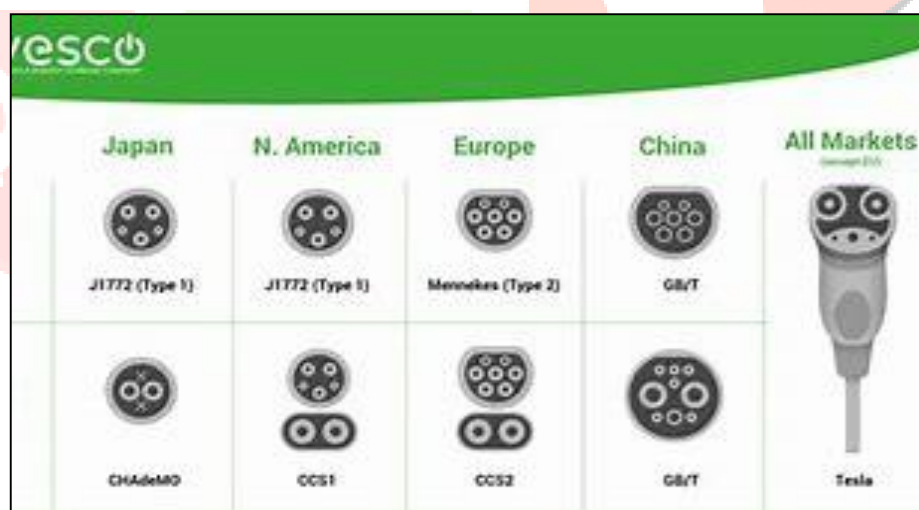 vesco
Japan N. America Europe China All Markets
J1772 (Type 1) J1772 (Type 1) Mennekes (Type 2) GB/T
CHAdeMO CCS1 CCS2 GB/T Tesla